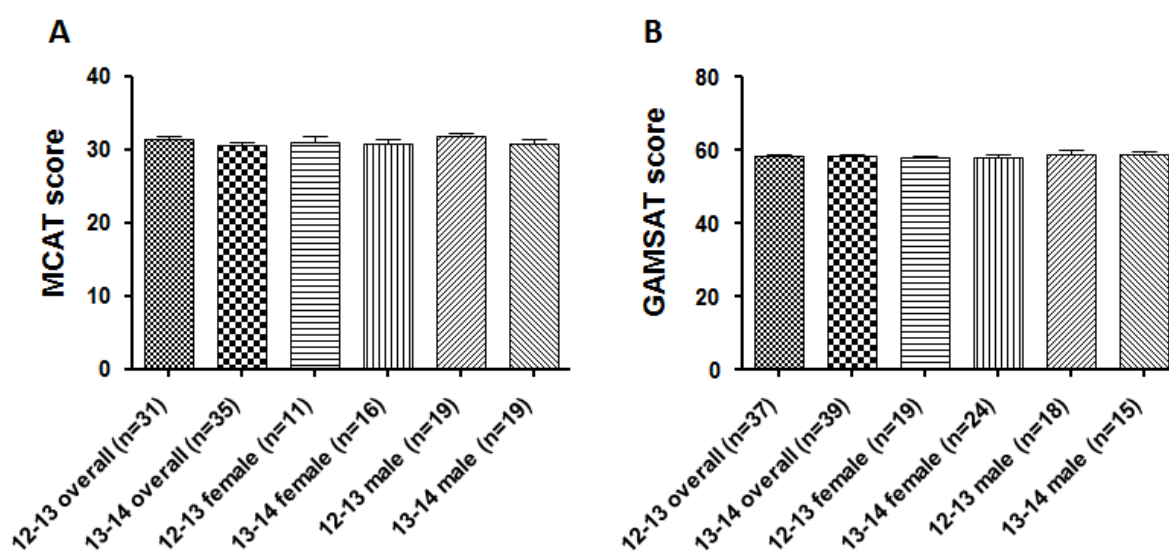 A
MCAT score
40
30
20
10
0
12-13 overall (n=31)
13-14 overall (n=35)
12-13 female (n=11)
13-14 female (n=16)
12-13 male (n=19)
13-14 male (n=19)
B
GAMSAT score
80
60
40
20
0
12-13 overall (n=37)
13-14 overall (n=39)
12-13 female (n=19)
13-14 female (n=24)
12-13 male (n=18)
13-14 male (n=15)